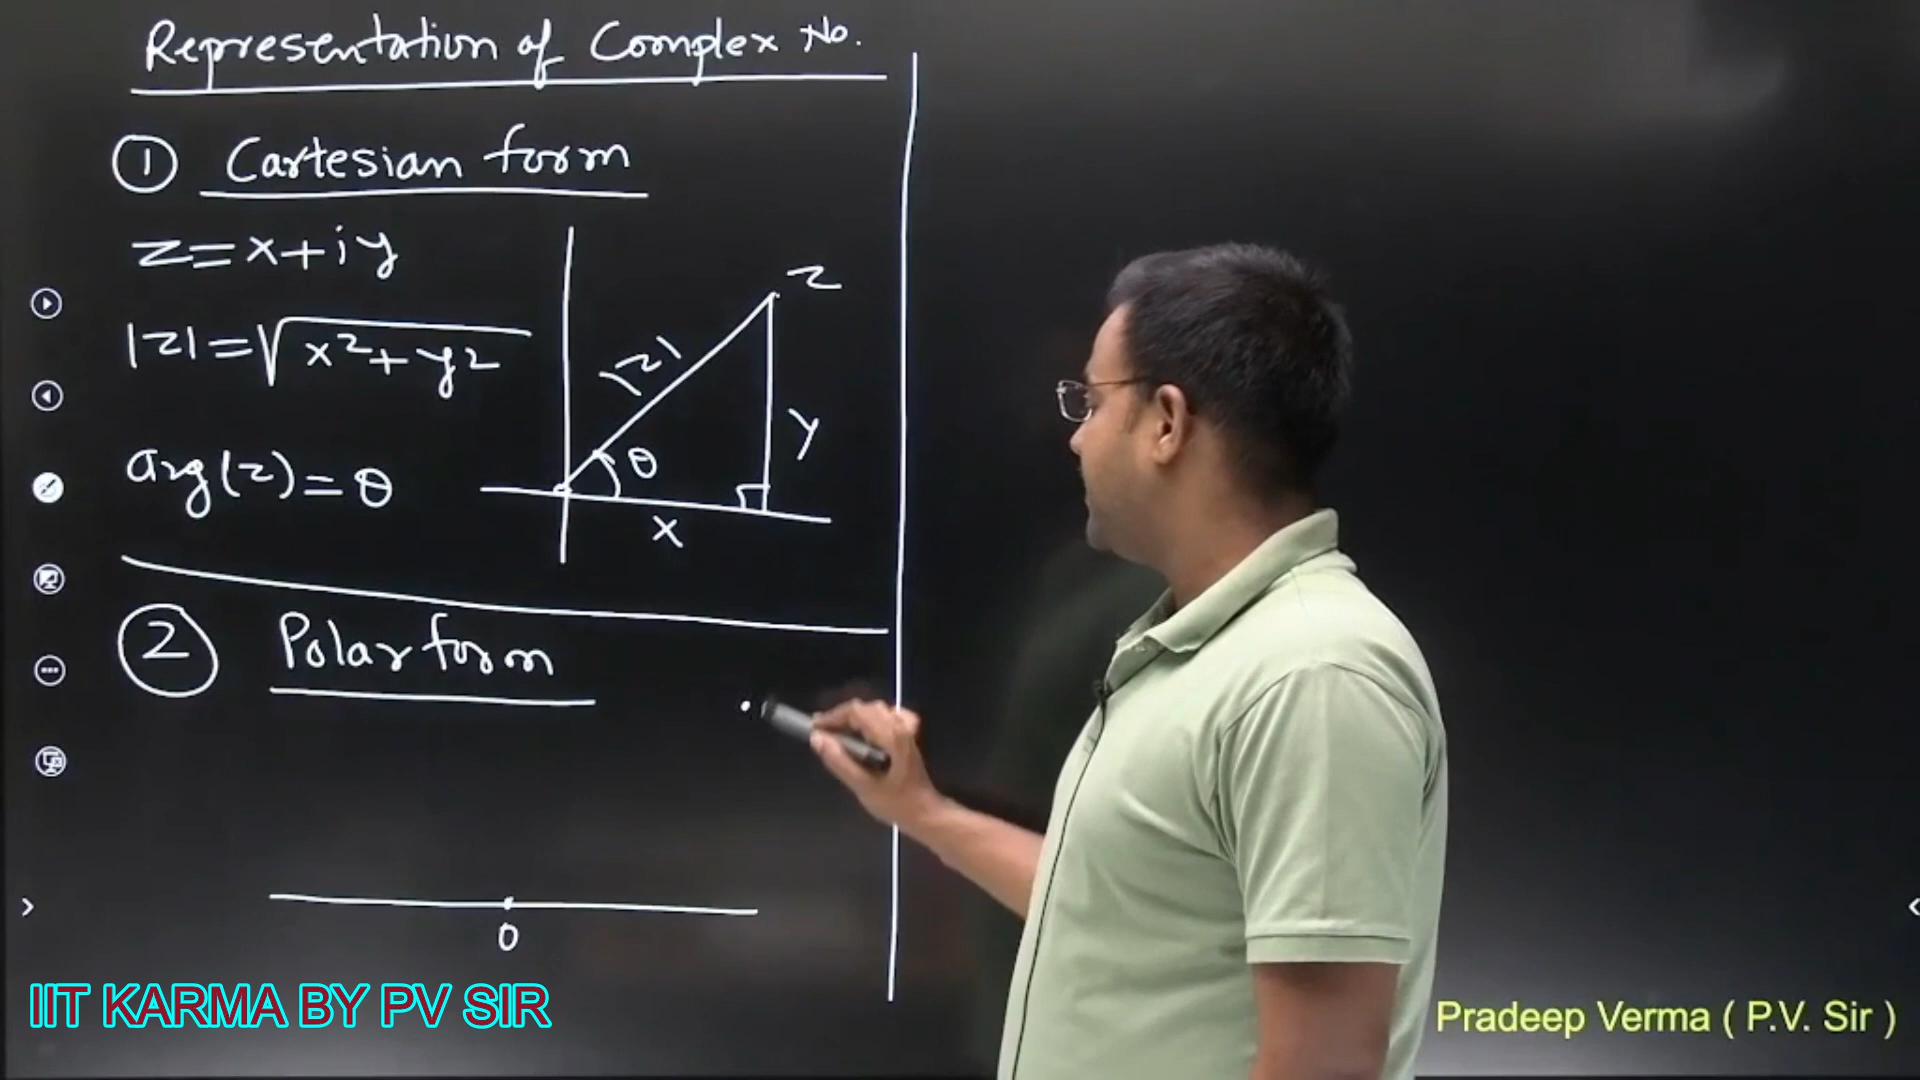 Representation of Complex No.
① Cartesian form
z = x + iy
|z| = √x² + y²
arg(z) = θ
z
|z|
y
θ
x
② Polar form
0
IIT KARMA BY PV SIR
Pradeep Verma ( P.V. Sir )